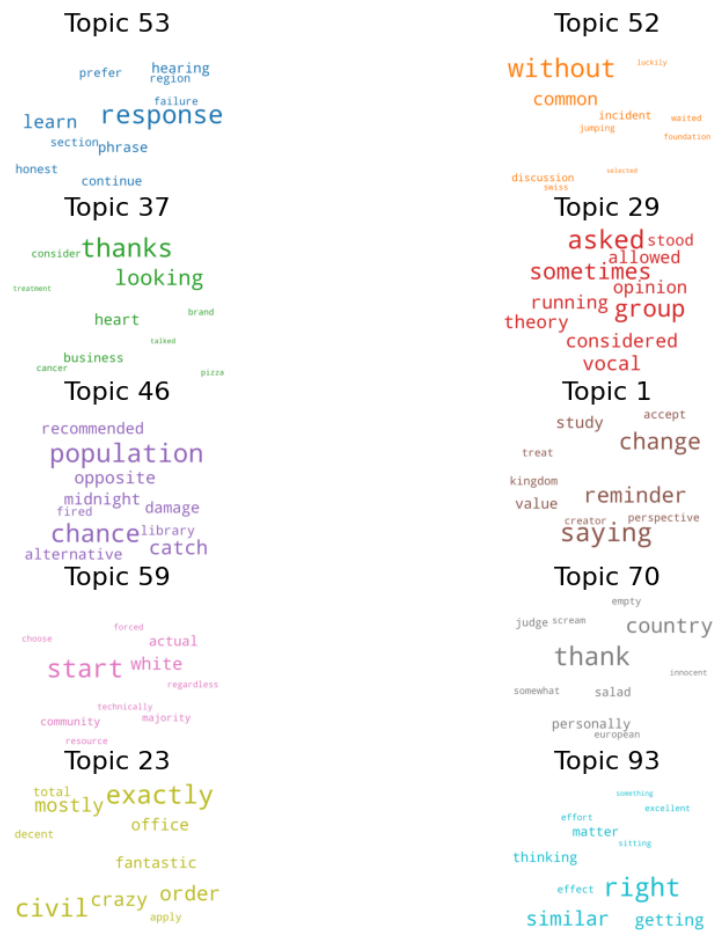 Topic 53
prefer hearing
region
failure
learn response
section phrase
honest
continue
Topic 52
without luckily
common
incident waited
jumping
foundation
selected
discussion
swiss
Topic 37
consider thanks
looking
treatment
heart brand
talked
business
cancer pizza
Topic 29
asked stood
allowed
sometimes
opinion
running group
theory
considered
vocal
Topic 46
recommended
population
opposite
midnight
fired damage
chance library
alternative catch
Topic 1
study accept
change
treat
kingdom
value reminder
creator perspective
saying
Topic 59
forced
choose actual
start white
regardless
technically
community majority
resource
Topic 70
empty
judge scream country
thank
innocent
somewhat salad
personally
european
Topic 23
total exactly
mostly
decent office
fantastic
civil crazy order
apply
Topic 93
something
excellent
effort
matter
sitting
thinking
effect right
similar getting